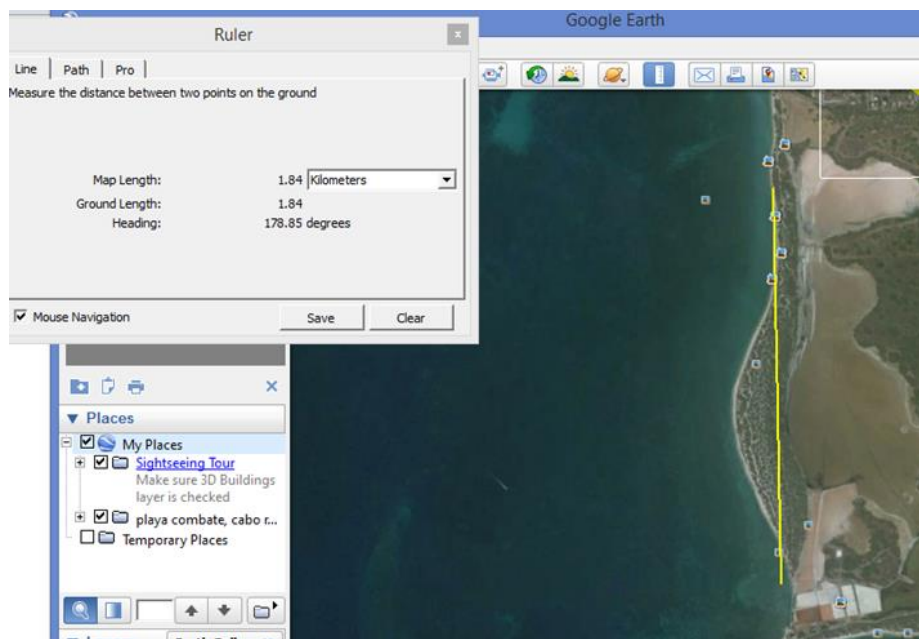 Google Earth
Ruler
x
Line Path Pro
Measure the distance between two points on the ground
Map Length: 1.84 Kilometers
Ground Length: 1.84
Heading: 178.85 degrees
Mouse Navigation Save Clear
Places
My Places
Sightseeing Tour
Make sure 3D Buildings
layer is checked
playa combate, cabo r...
Temporary Places